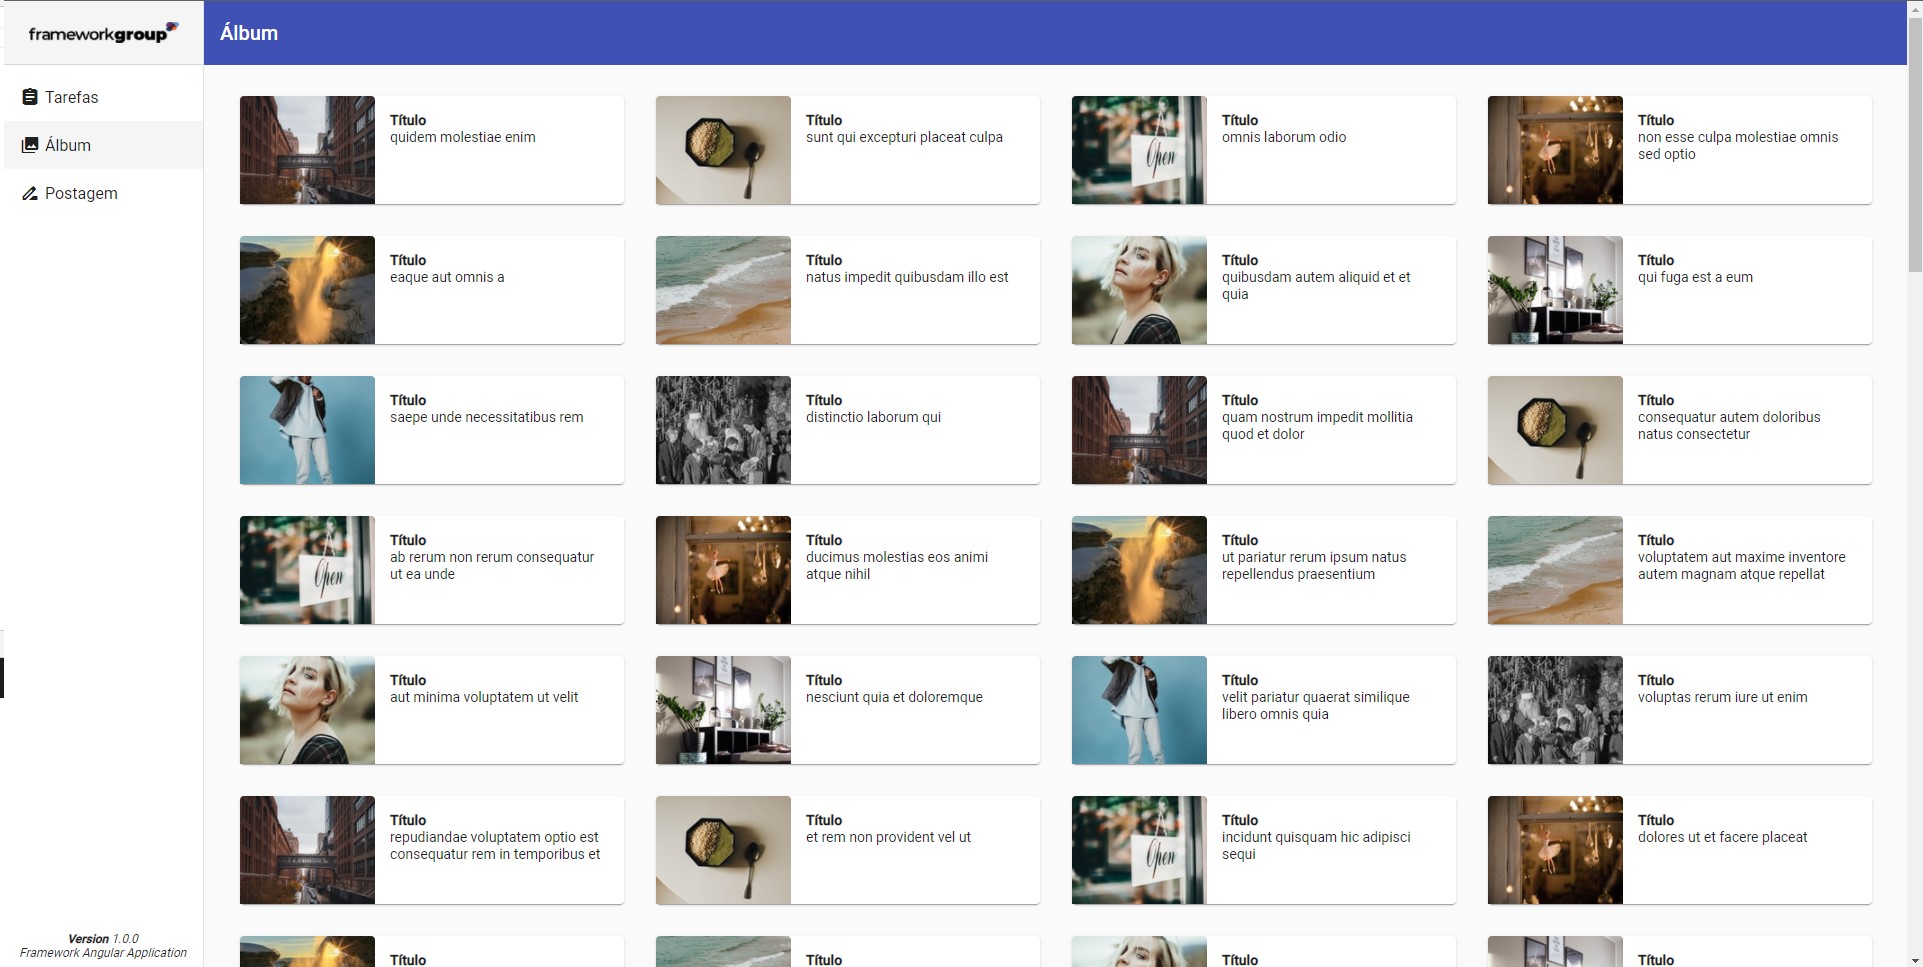 frameworkgroup
Álbum
Tarefas
Álbum
Postagem
Título
quidem molestiae enim
Título
sunt qui excepturi placeat culpa
Open
Título
omnis laborum odio
Título
non esse culpa molestiae omnis
sed optio
Título
eaque aut omnis a
Título
natus impedit quibusdam illo est
Título
quibusdam autem aliquid et et
quia
Título
qui fuga est a eum
Título
saepe unde necessitatibus rem
Título
distinctio laborum qui
Título
quam nostrum impedit mollitia
quod et dolor
Título
consequatur autem doloribus
natus consectetur
Open
Título
ab rerum non rerum consequatur
ut ea unde
Título
ducimus molestias eos animi
atque nihil
Título
ut pariatur rerum ipsum natus
repellendus praesentium
Título
voluptatem aut maxime inventore
autem magnam atque repellat
Título
aut minima voluptatem ut velit
Título
nesciunt quia et doloremque
Título
velit pariatur quaerat similique
libero omnis quia
Título
voluptas rerum iure ut enim
Título
repudiandae voluptatem optio est
consequatur rem in temporibus et
Título
et rem non provident vel ut
Open
Título
incidunt quisquam hic adipisci
sequi
Título
dolores ut et facere placeat
Título
Título
Título
Título
Version 1.0.0
Framework Angular Application